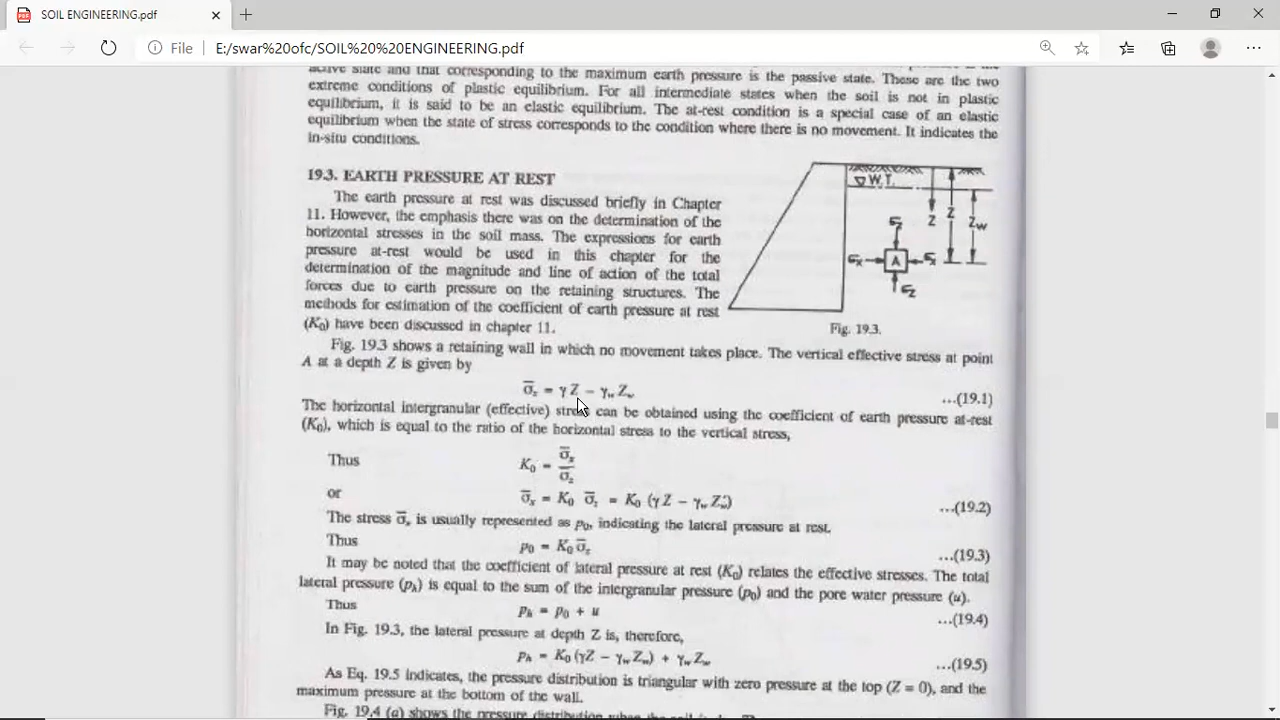 SOIL ENGINEERING.pdf
File
E:/swar%20ofc/SOIL%20%20ENGINEERING.pdf
active state and that corresponding to the maximum earth pressure is the passive state. These are the two
extreme conditions of plastic equilibrium. For all intermediate states when the soil is not in plastic
equilibrium, it is said to be an elastic equilibrium. The at-rest condition is a special case of an elastic
equilibrium when the state of stress corresponds to the condition where there is no movement. It indicates the
in-situ conditions.
19.3. EARTH PRESSURE AT REST
The earth pressure at rest was discussed briefly in Chapter
11. However, the emphasis there was on the determination of the
horizontal stresses in the soil mass. The expressions for earth
pressure at-rest would be used in this chapter for the
determination of the magnitude and line of action of the total
forces due to earth pressure on the retaining structures. The
methods for estimation of the coefficient of earth pressure at rest
(K₀) have been discussed in chapter 11.
W.T.
Z
Z
Zw
σz
σx
A
σx
σz
Fig. 19.3.
Fig. 19.3 shows a retaining wall in which no movement takes place. The vertical effective stress at point
A at a depth Z is given by
σ̄z = γ Z − γw Zw ...(19.1)
The horizontal intergranular (effective) stress can be obtained using the coefficient of earth pressure at-rest
(K₀), which is equal to the ratio of the horizontal stress to the vertical stress,
Thus K₀ = σ̄x / σ̄z
or σ̄x = K₀ σ̄z = K₀ (γ Z − γw Zw) ...(19.2)
The stress σ̄x is usually represented as p₀, indicating the lateral pressure at rest.
Thus p₀ = K₀ σ̄z ...(19.3)
It may be noted that the coefficient of lateral pressure at rest (K₀) relates the effective stresses. The total
lateral pressure (pₕ) is equal to the sum of the intergranular pressure (p₀) and the pore water pressure (u).
Thus pₕ = p₀ + u ...(19.4)
In Fig. 19.3, the lateral pressure at depth Z is, therefore,
pₕ = K₀ (γZ − γw Zw) + γw Zw ...(19.5)
As Eq. 19.5 indicates, the pressure distribution is triangular with zero pressure at the top (Z = 0), and the
maximum pressure at the bottom of the wall.
Fig. 19.4 (a) shows the pressure distribution when the soil is